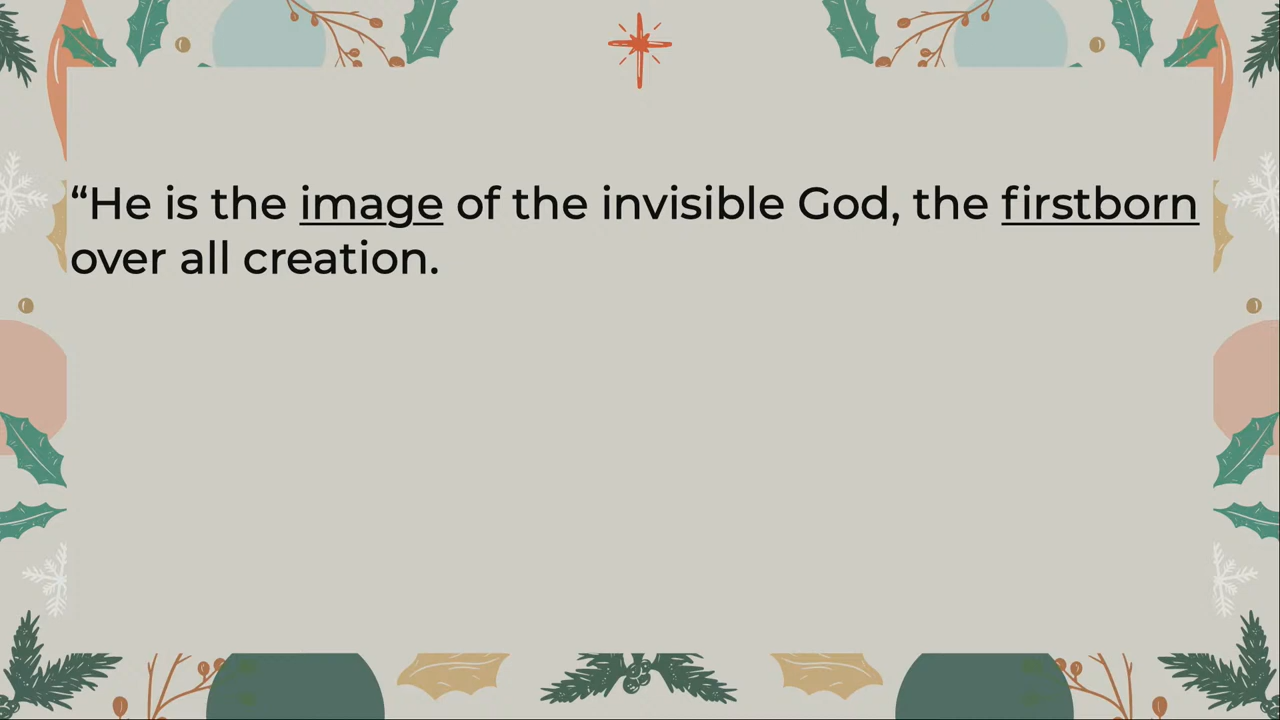 “He is the image of the invisible God, the firstborn
over all creation.